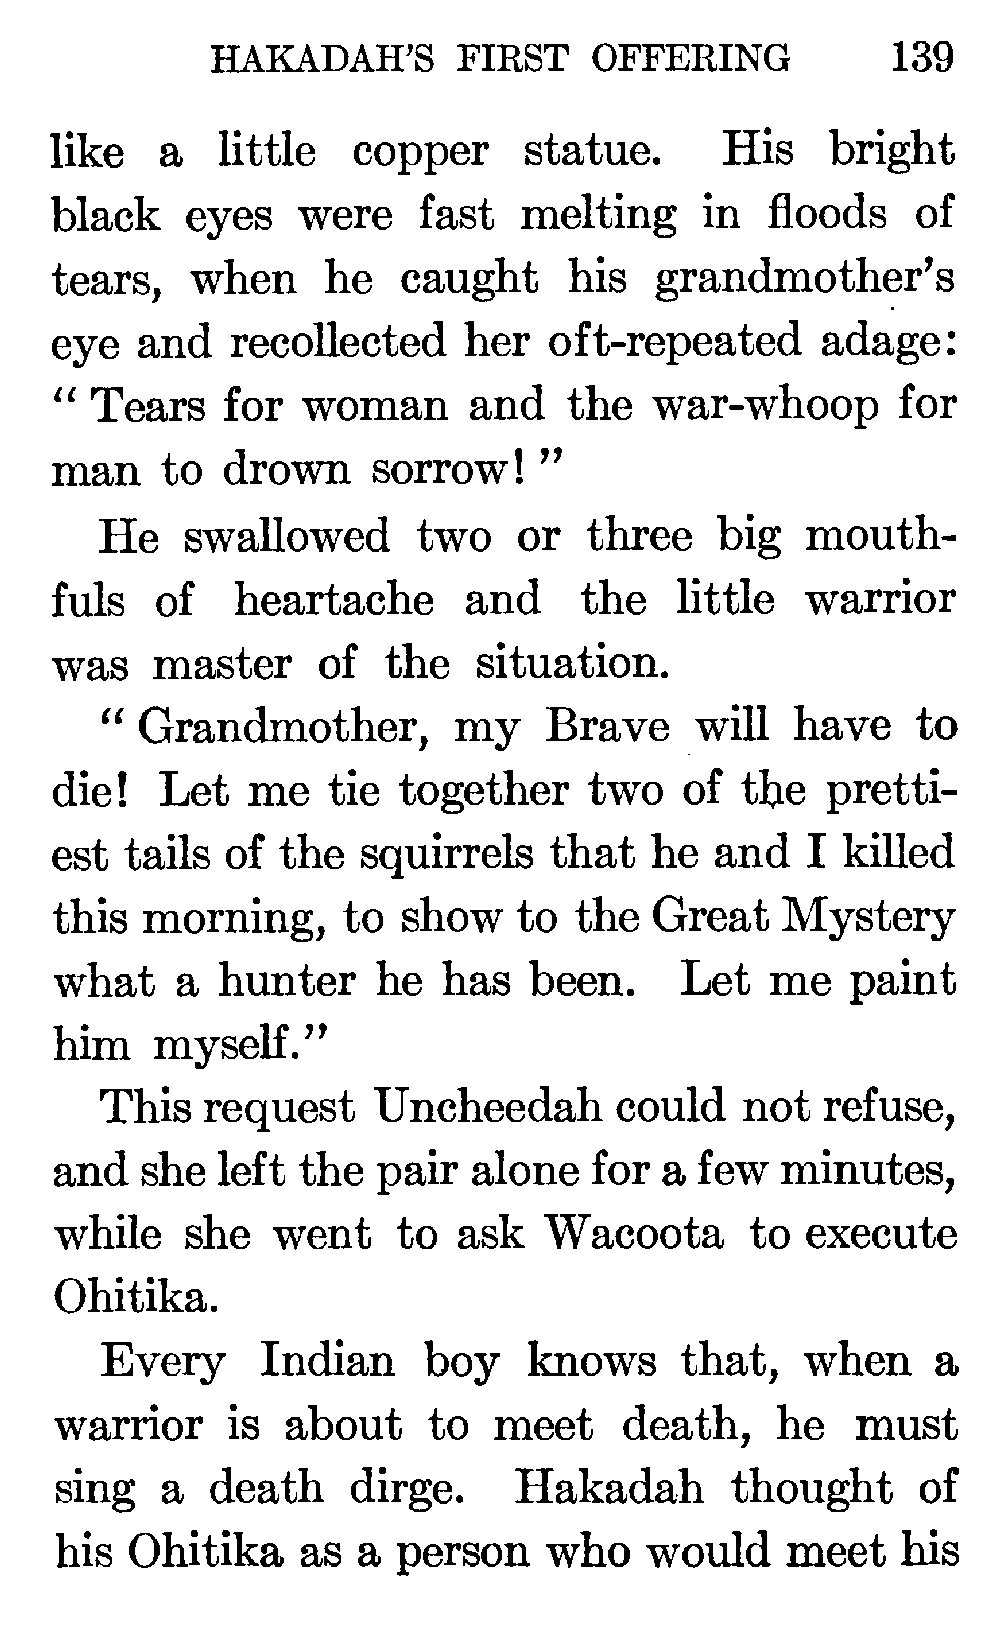 HAKADAH'S FIRST OFFERING 139
like a little copper statue. His bright
black eyes were fast melting in floods of
tears, when he caught his grandmother's
eye and recollected her oft-repeated adage:
" Tears for woman and the war-whoop for
man to drown sorrow! "
He swallowed two or three big mouth-
fuls of heartache and the little warrior
was master of the situation.
" Grandmother, my Brave will have to
die! Let me tie together two of the pretti-
est tails of the squirrels that he and I killed
this morning, to show to the Great Mystery
what a hunter he has been. Let me paint
him myself."
This request Uncheedah could not refuse,
and she left the pair alone for a few minutes,
while she went to ask Wacoota to execute
Ohitika.
Every Indian boy knows that, when a
warrior is about to meet death, he must
sing a death dirge. Hakadah thought of
his Ohitika as a person who would meet his